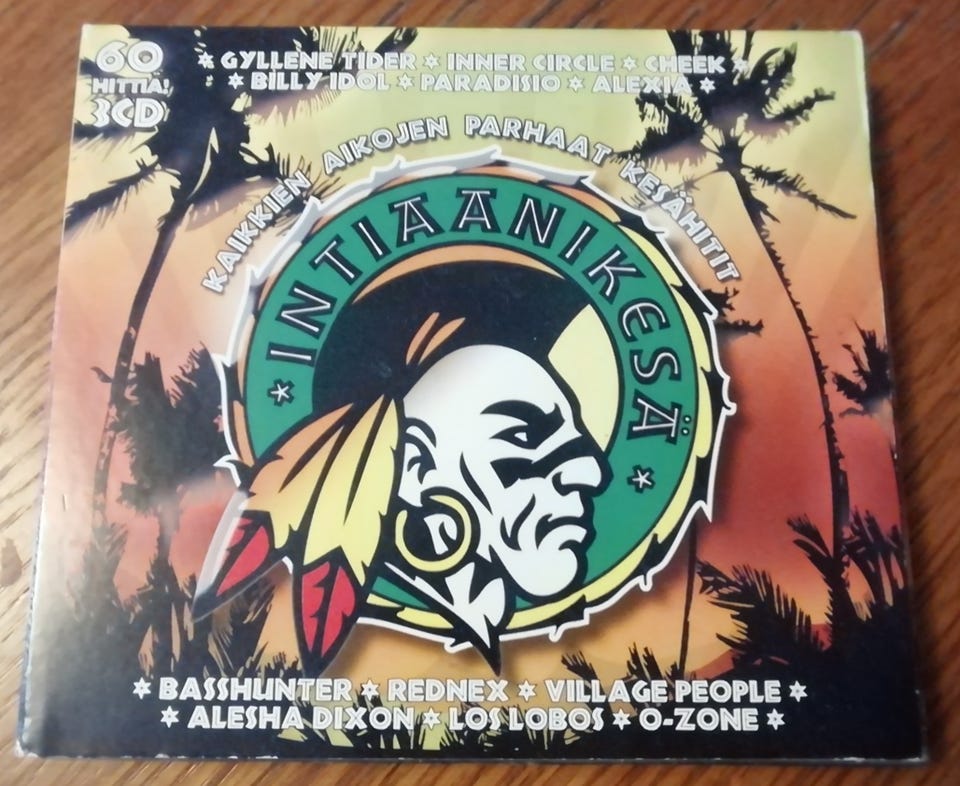 60
HITTIÄ!
3CD
✶ GYLLENE TIDER ✶ INNER CIRCLE ✶ CHEEK ✶
✶ BILLY IDOL ✶ PARADISIO ✶ ALEXIA ✶
KAIKKIEN AIKOJEN PARHAAT KESÄHITIT
✶ INTIAANIKESÄ ✶
✶ BASSHUNTER ✶ REDNEX ✶ VILLAGE PEOPLE ✶
✶ ALESHA DIXON ✶ LOS LOBOS ✶ O-ZONE ✶